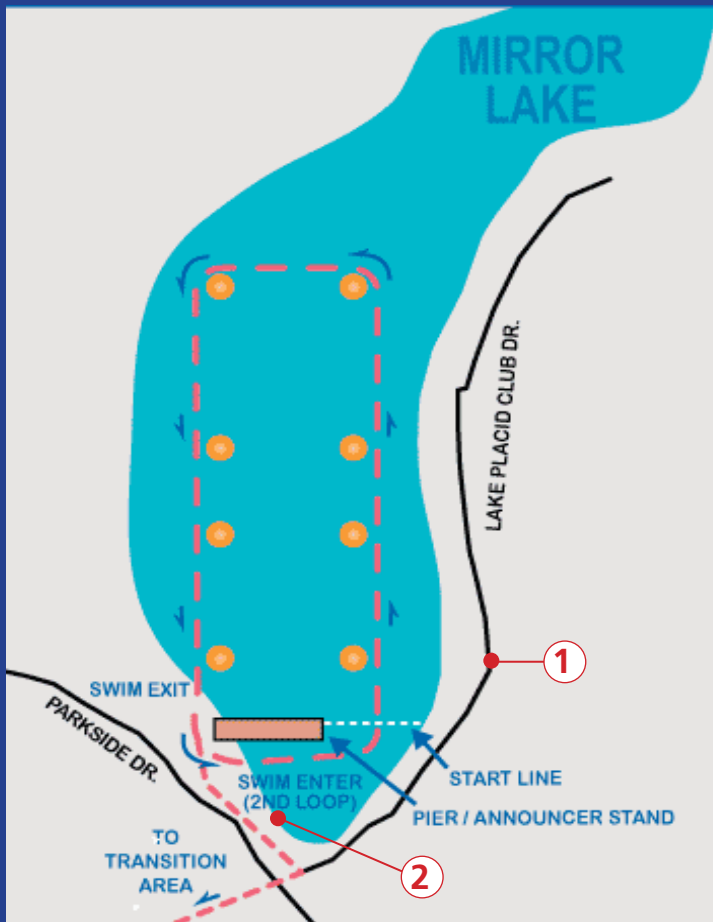 MIRROR
LAKE
LAKE PLACID CLUB DR.
1
SWIM EXIT
PARKSIDE DR.
START LINE
SWIM ENTER
(2ND LOOP)
PIER / ANNOUNCER STAND
TO
TRANSITION
AREA
2